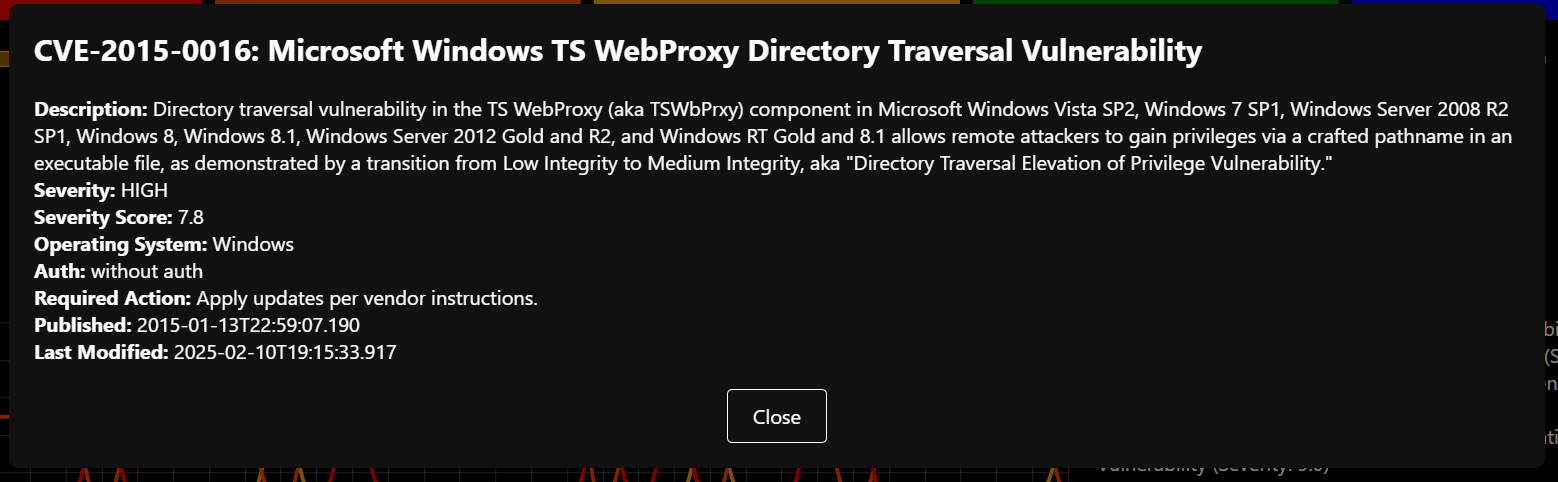 CVE-2015-0016: Microsoft Windows TS WebProxy Directory Traversal Vulnerability
Description: Directory traversal vulnerability in the TS WebProxy (aka TSWbPrxy) component in Microsoft Windows Vista SP2, Windows 7 SP1, Windows Server 2008 R2
SP1, Windows 8, Windows 8.1, Windows Server 2012 Gold and R2, and Windows RT Gold and 8.1 allows remote attackers to gain privileges via a crafted pathname in an
executable file, as demonstrated by a transition from Low Integrity to Medium Integrity, aka "Directory Traversal Elevation of Privilege Vulnerability."
Severity: HIGH
Severity Score: 7.8
Operating System: Windows
Auth: without auth
Required Action: Apply updates per vendor instructions.
Published: 2015-01-13T22:59:07.190
Last Modified: 2025-02-10T19:15:33.917
Close